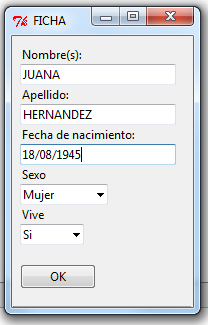 FICHA
Nombre(s):
JUANA
Apellido:
HERNANDEZ
Fecha de nacimiento:
18/08/1945
Sexo
Mujer
Vive
Si
OK